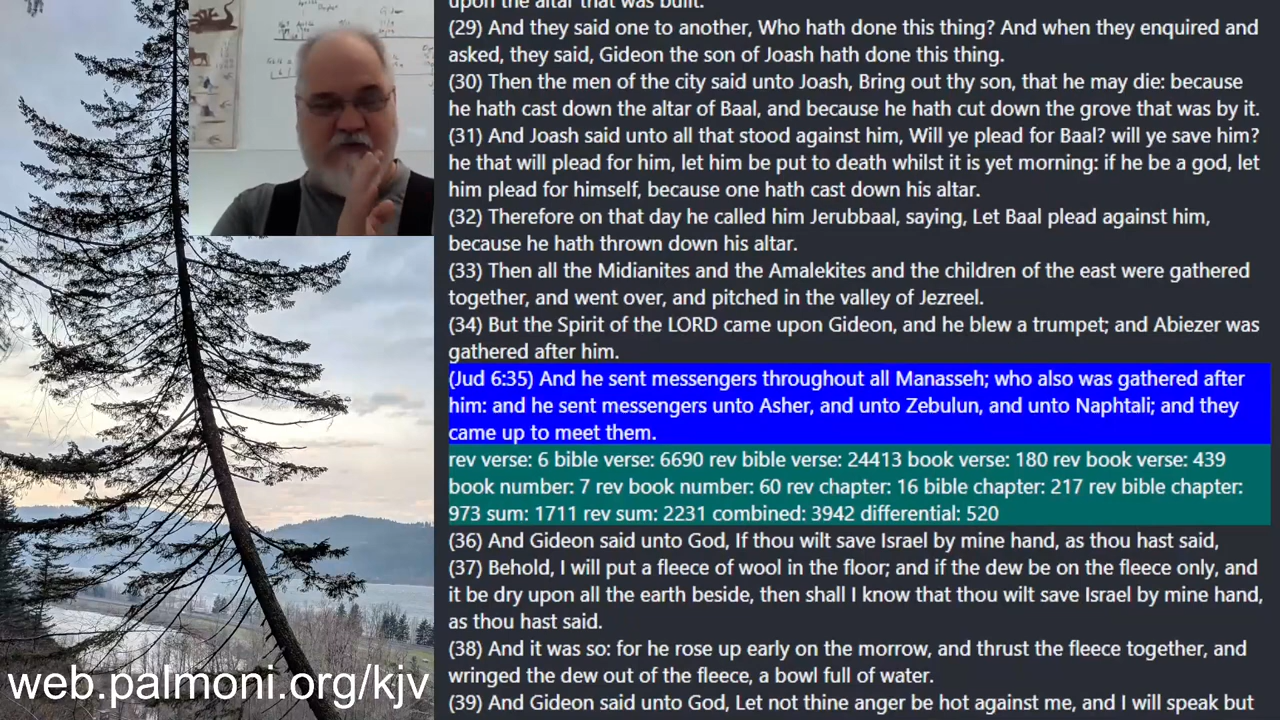 upon the altar that was built.
(29) And they said one to another, Who hath done this thing? And when they enquired and
asked, they said, Gideon the son of Joash hath done this thing.
(30) Then the men of the city said unto Joash, Bring out thy son, that he may die: because
he hath cast down the altar of Baal, and because he hath cut down the grove that was by it.
(31) And Joash said unto all that stood against him, Will ye plead for Baal? will ye save him?
he that will plead for him, let him be put to death whilst it is yet morning: if he be a god, let
him plead for himself, because one hath cast down his altar.
(32) Therefore on that day he called him Jerubbaal, saying, Let Baal plead against him,
because he hath thrown down his altar.
(33) Then all the Midianites and the Amalekites and the children of the east were gathered
together, and went over, and pitched in the valley of Jezreel.
(34) But the Spirit of the LORD came upon Gideon, and he blew a trumpet; and Abiezer was
gathered after him.
(Jud 6:35) And he sent messengers throughout all Manasseh; who also was gathered after
him: and he sent messengers unto Asher, and unto Zebulun, and unto Naphtali; and they
came up to meet them.
rev verse: 6 bible verse: 6690 rev bible verse: 24413 book verse: 180 rev book verse: 439
book number: 7 rev book number: 60 rev chapter: 16 bible chapter: 217 rev bible chapter:
973 sum: 1711 rev sum: 2231 combined: 3942 differential: 520
(36) And Gideon said unto God, If thou wilt save Israel by mine hand, as thou hast said,
(37) Behold, I will put a fleece of wool in the floor; and if the dew be on the fleece only, and
it be dry upon all the earth beside, then shall I know that thou wilt save Israel by mine hand,
as thou hast said.
(38) And it was so: for he rose up early on the morrow, and thrust the fleece together, and
wringed the dew out of the fleece, a bowl full of water.
(39) And Gideon said unto God, Let not thine anger be hot against me, and I will speak but
web.palmoni.org/kjv